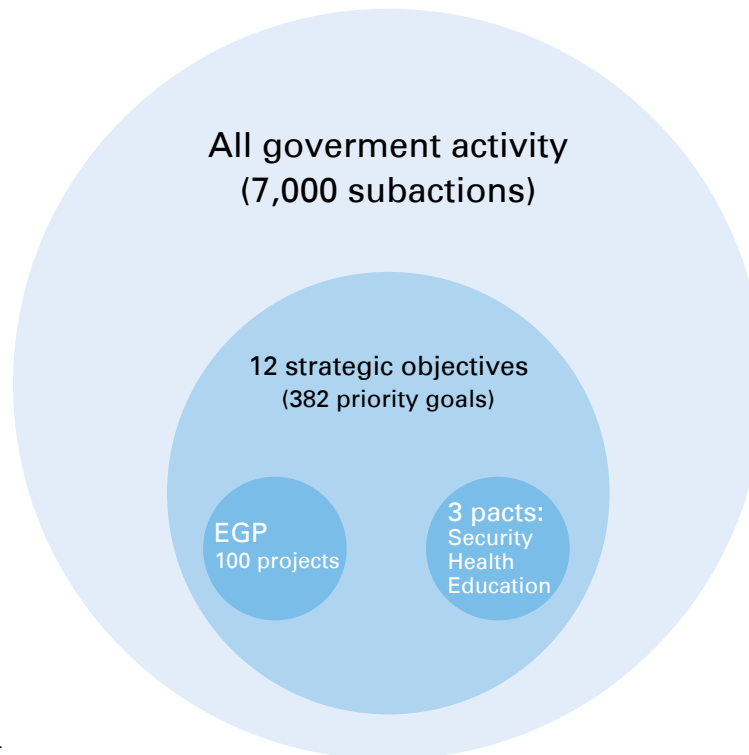 All goverment activity
(7,000 subactions)
12 strategic objectives
(382 priority goals)
EGP
100 projects
3 pacts:
Security
Health
Education